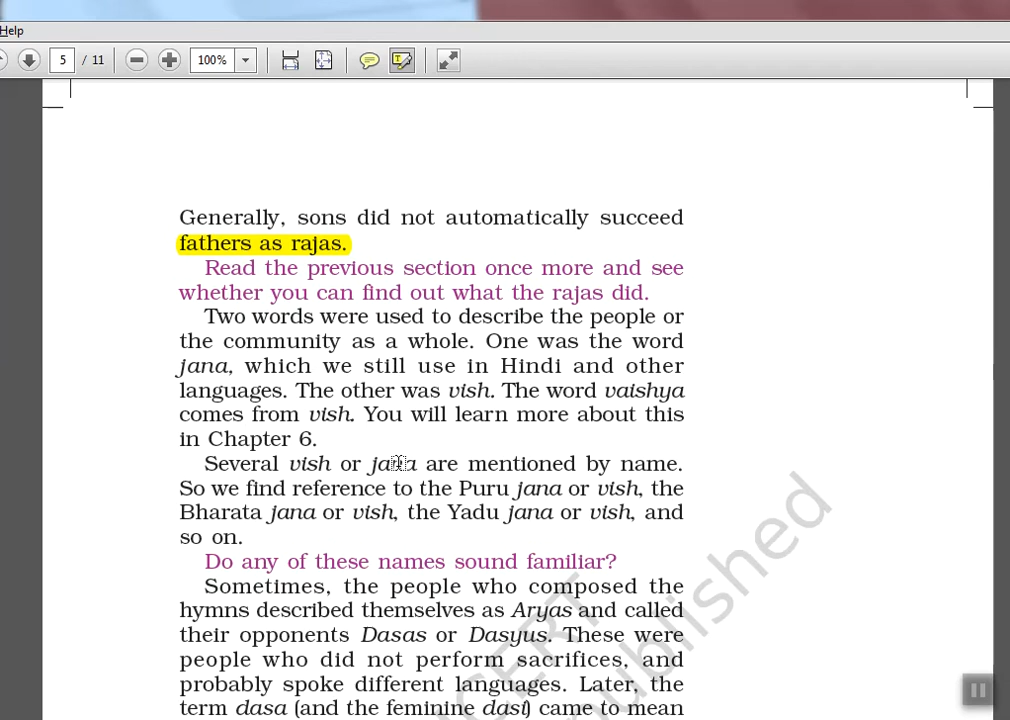 Help
5 / 11 100%
Generally, sons did not automatically succeed
fathers as rajas.
Read the previous section once more and see
whether you can find out what the rajas did.
Two words were used to describe the people or
the community as a whole. One was the word
jana, which we still use in Hindi and other
languages. The other was vish. The word vaishya
comes from vish. You will learn more about this
in Chapter 6.
Several vish or jana are mentioned by name.
So we find reference to the Puru jana or vish, the
Bharata jana or vish, the Yadu jana or vish, and
so on.
Do any of these names sound familiar?
Sometimes, the people who composed the
hymns described themselves as Aryas and called
their opponents Dasas or Dasyus. These were
people who did not perform sacrifices, and
probably spoke different languages. Later, the
term dasa (and the feminine dasi) came to mean